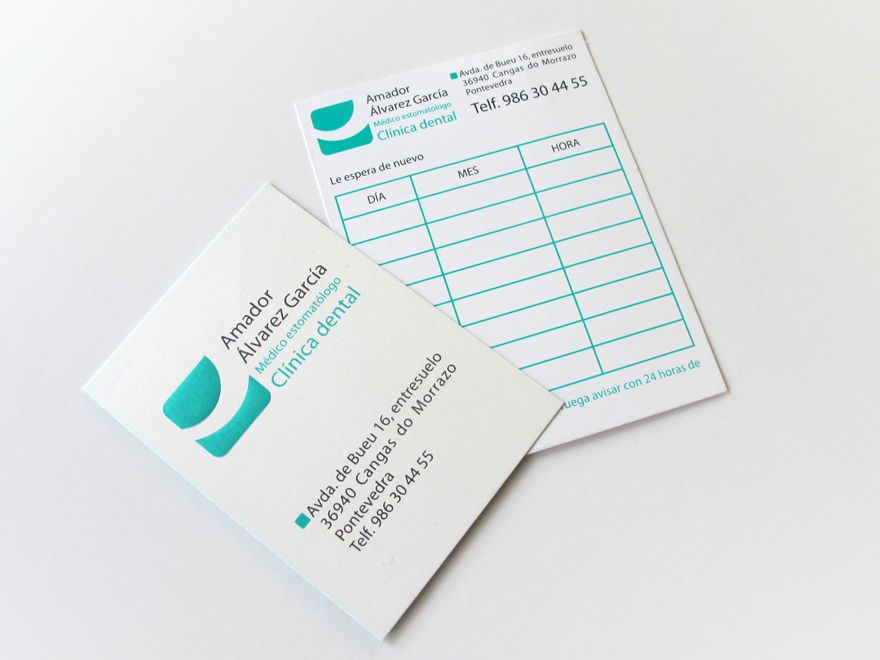 Amador
Álvarez García
Médico estomatólogo
Clínica dental
Avda. de Bueu 16, entresuelo
36940 Cangas do Morrazo
Pontevedra
Telf. 986 30 44 55
Le espera de nuevo
DÍA MES HORA
avisar con 24 horas de
Amador
Álvarez García
Médico estomatólogo
Clínica dental
Avda. de Bueu 16, entresuelo
36940 Cangas do Morrazo
Pontevedra
Telf. 986 30 44 55